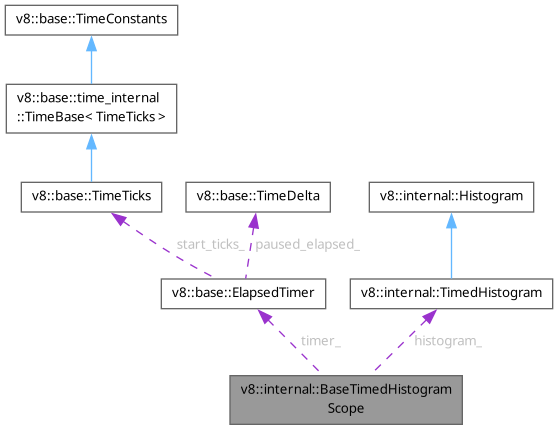 v8::base::TimeConstants
v8::base::time_internal
::TimeBase< TimeTicks >
v8::base::TimeTicks
v8::base::TimeDelta
v8::internal::Histogram
start_ticks_
paused_elapsed_
v8::base::ElapsedTimer
v8::internal::TimedHistogram
timer_
histogram_
v8::internal::BaseTimedHistogram
Scope